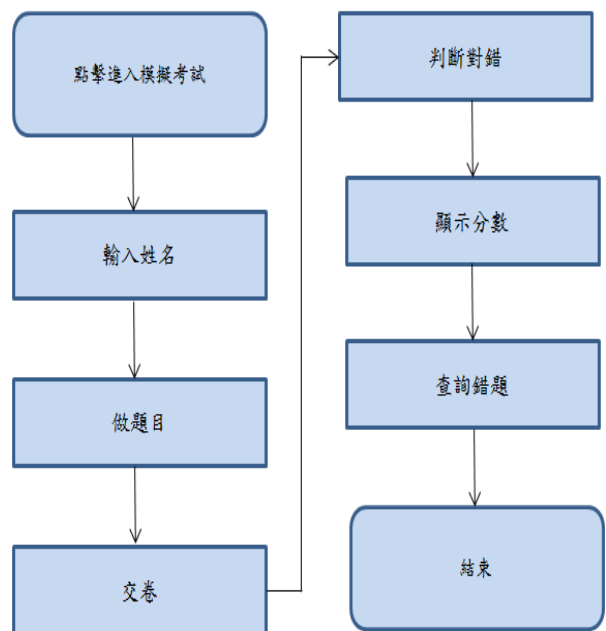 點擊進入模擬考試
輸入姓名
做題目
交卷
判斷對錯
顯示分數
查詢錯題
結束